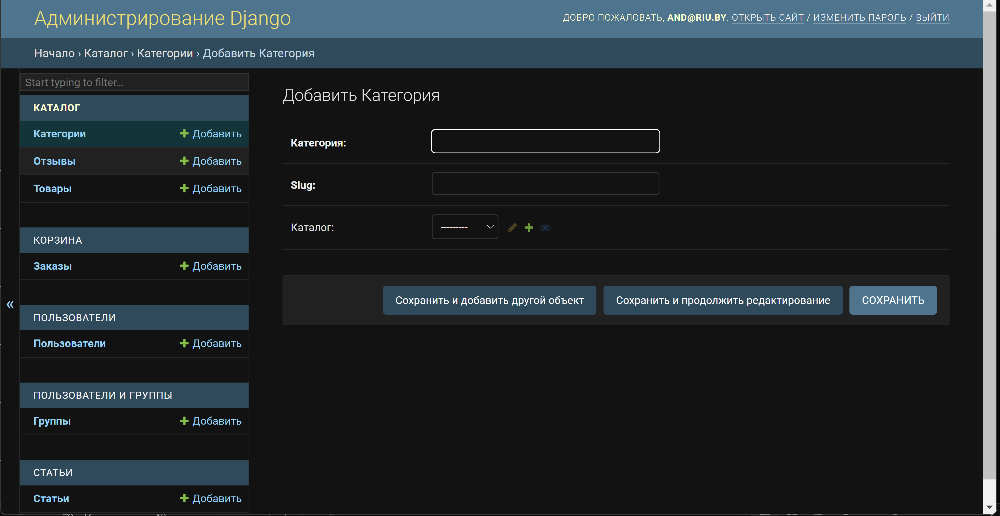 Администрирование Django
ДОБРО ПОЖАЛОВАТЬ, AND@RIU.BY. ОТКРЫТЬ САЙТ / ИЗМЕНИТЬ ПАРОЛЬ / ВЫЙТИ
Начало › Каталог › Категории › Добавить Категория
Start typing to filter...
КАТАЛОГ
Категории + Добавить
Отзывы + Добавить
Товары + Добавить
КОРЗИНА
Заказы + Добавить
ПОЛЬЗОВАТЕЛИ
Пользователи + Добавить
ПОЛЬЗОВАТЕЛИ И ГРУППЫ
Группы + Добавить
СТАТЬИ
Статьи + Добавить
«
Добавить Категория
Категория:
Slug:
Каталог: ---------
Сохранить и добавить другой объект
Сохранить и продолжить редактирование
СОХРАНИТЬ